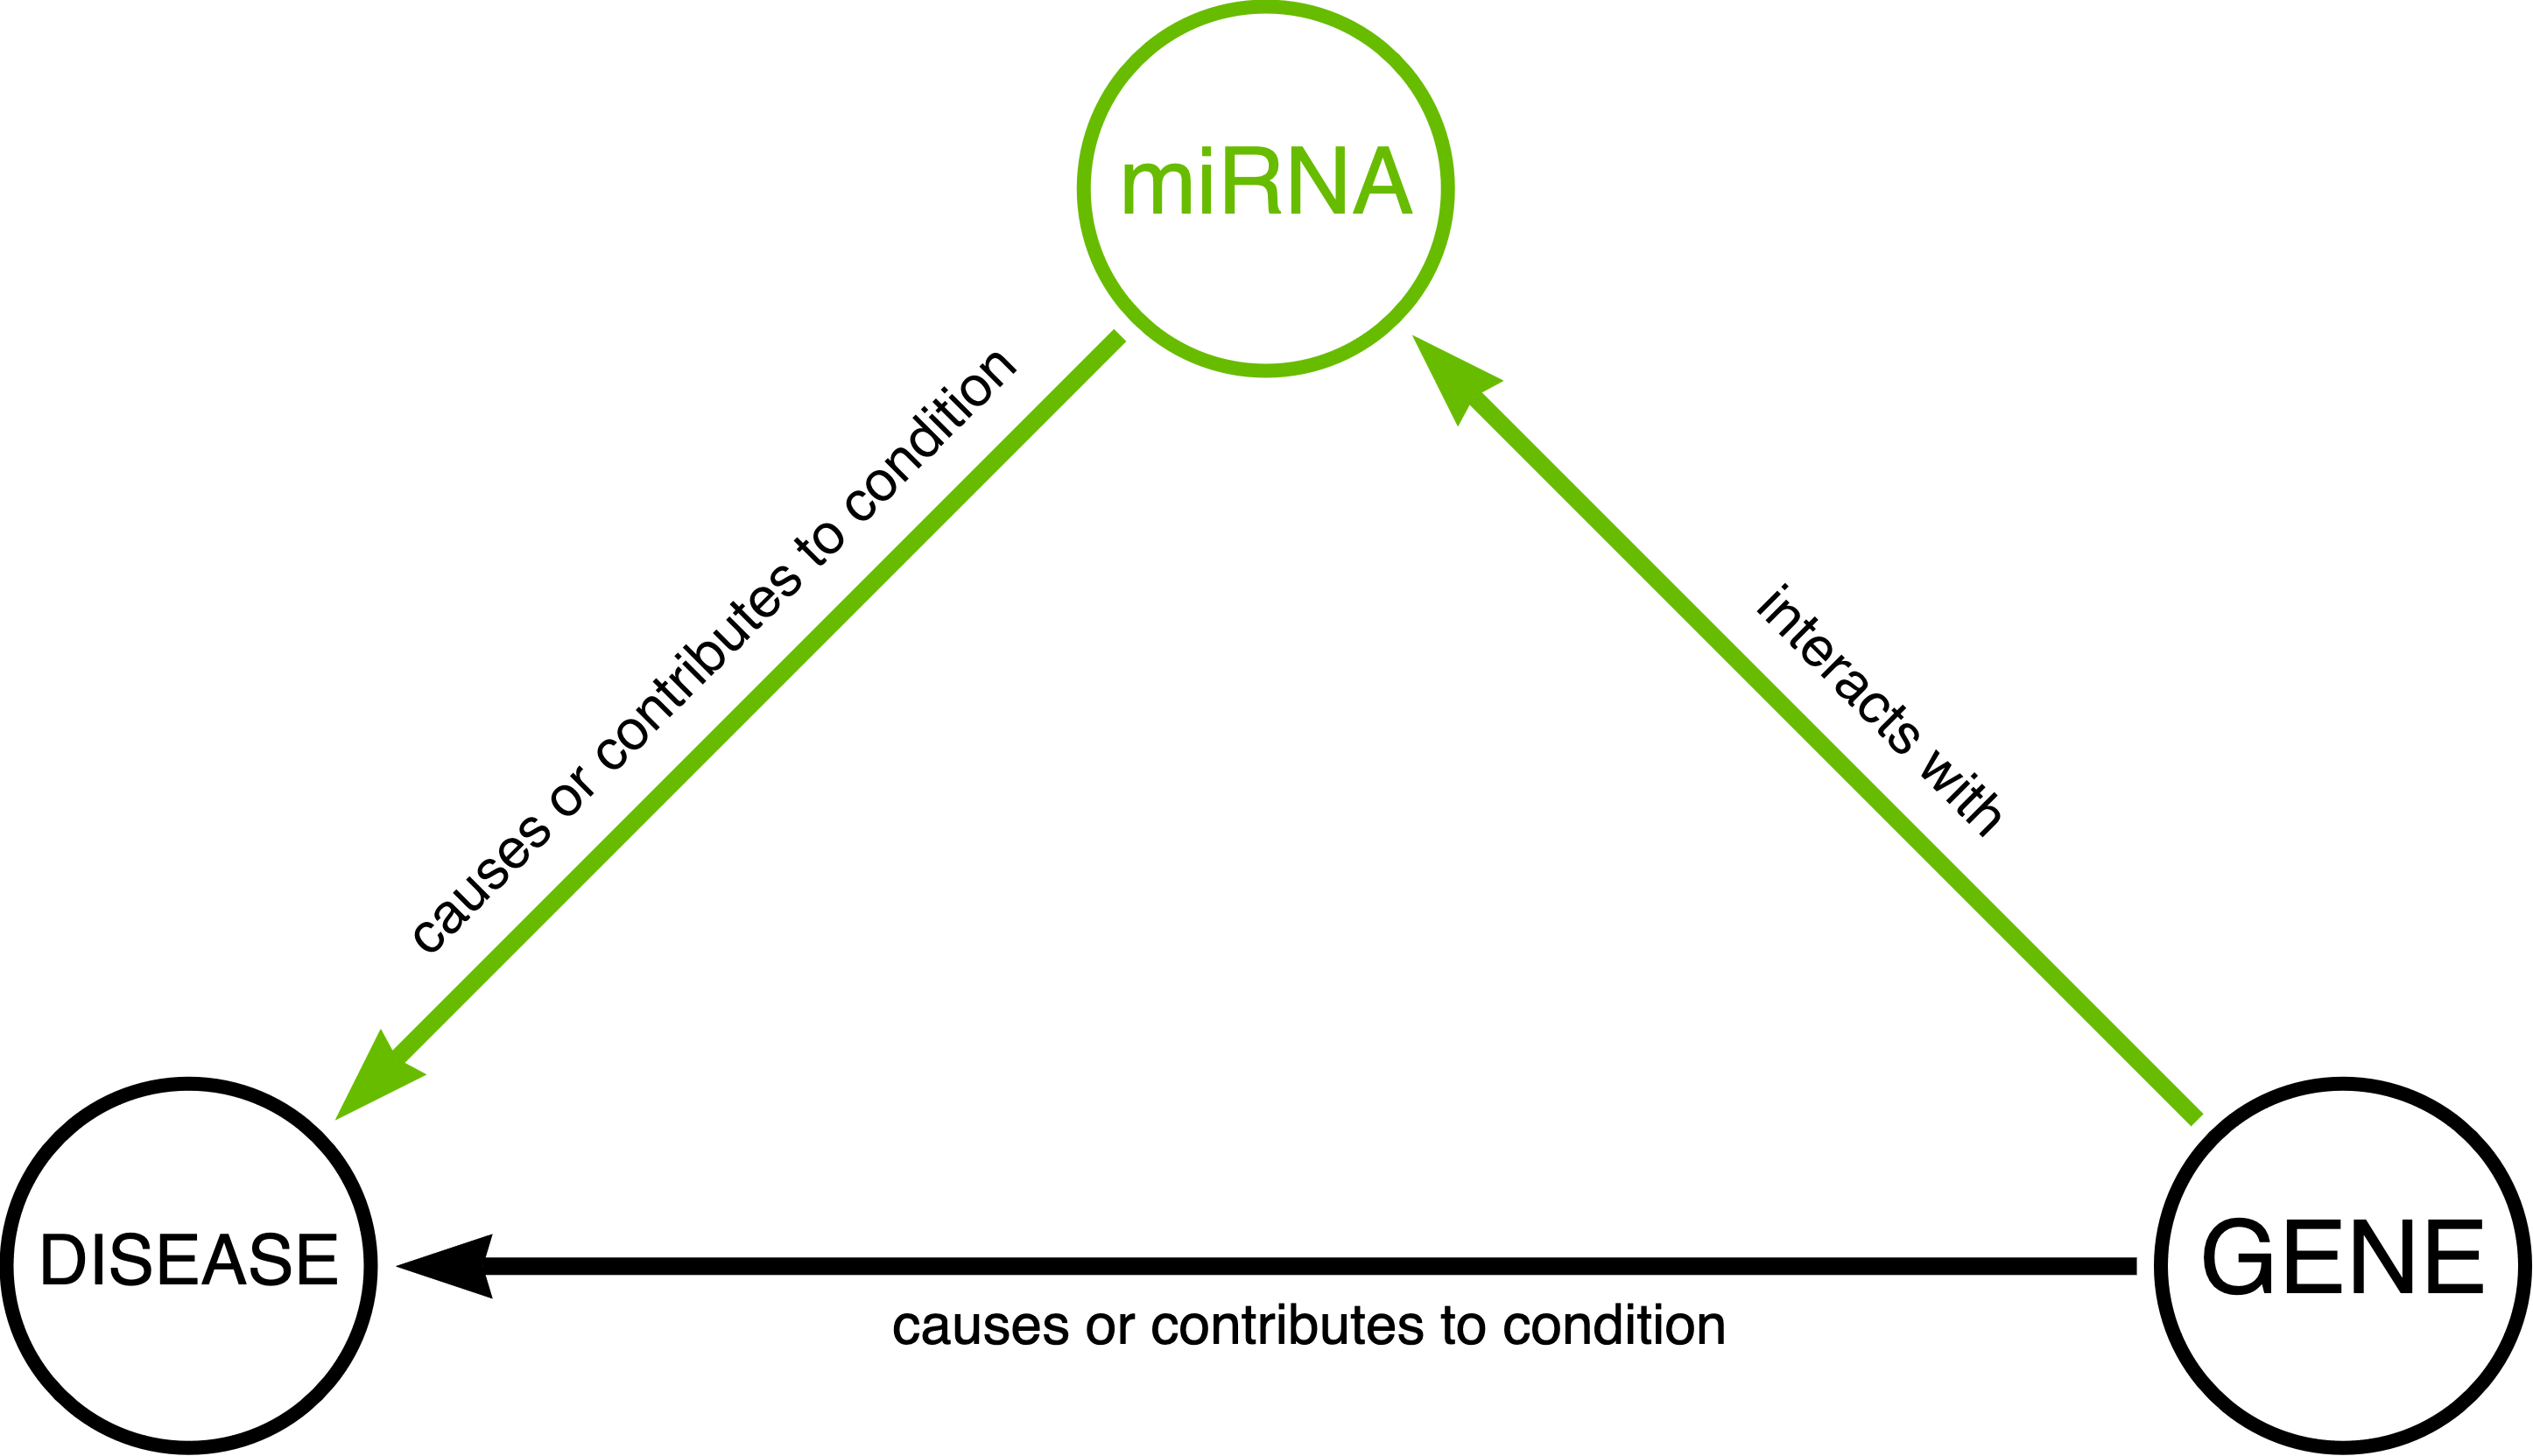 miRNA
causes or contributes to condition
interacts with
DISEASE
GENE
causes or contributes to condition